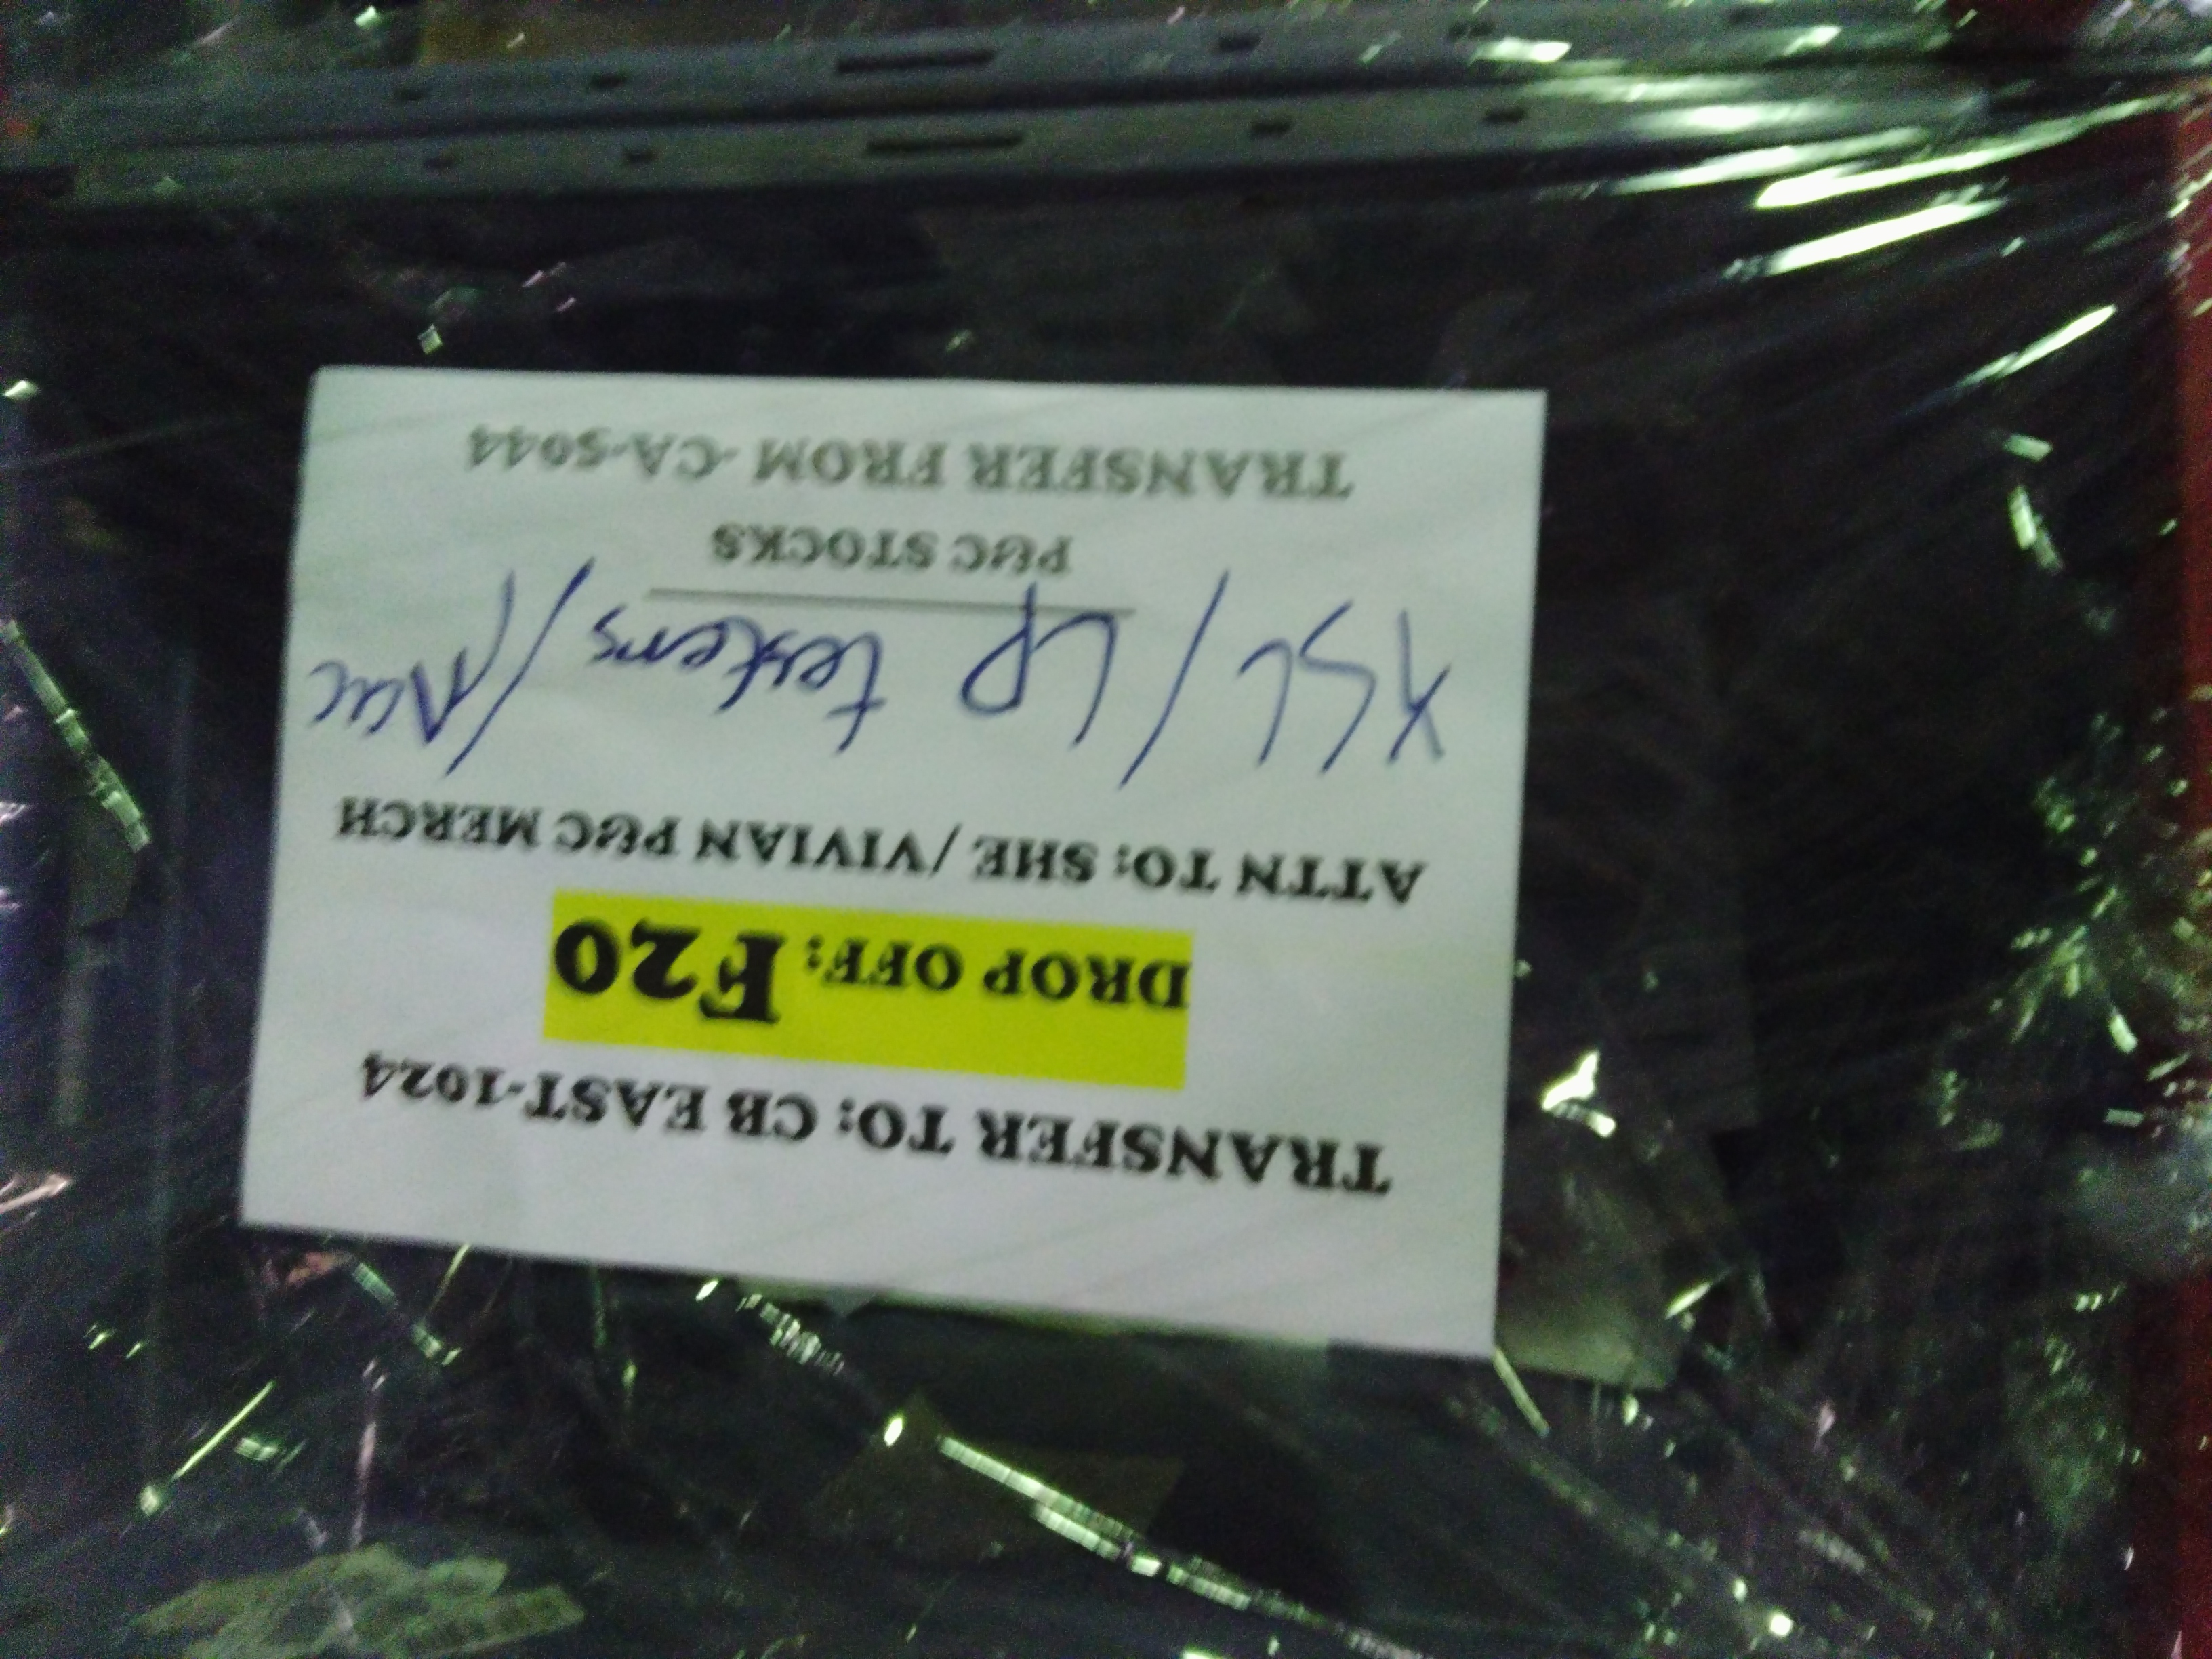 TRANSFER TO: CB EAST-1024
DROP OFF: F20
ATTN TO: SHE / VIVIAN P&C MERCH
YSL / LP testers /
P&C STOCKS
TRANSFER FROM -CA-5044